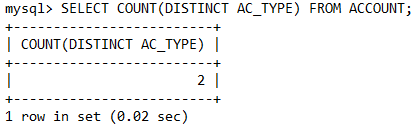 mysql> SELECT COUNT(DISTINCT AC_TYPE) FROM ACCOUNT;
+-------------------------+
| COUNT(DISTINCT AC_TYPE) |
+-------------------------+
|                       2 |
+-------------------------+
1 row in set (0.02 sec)